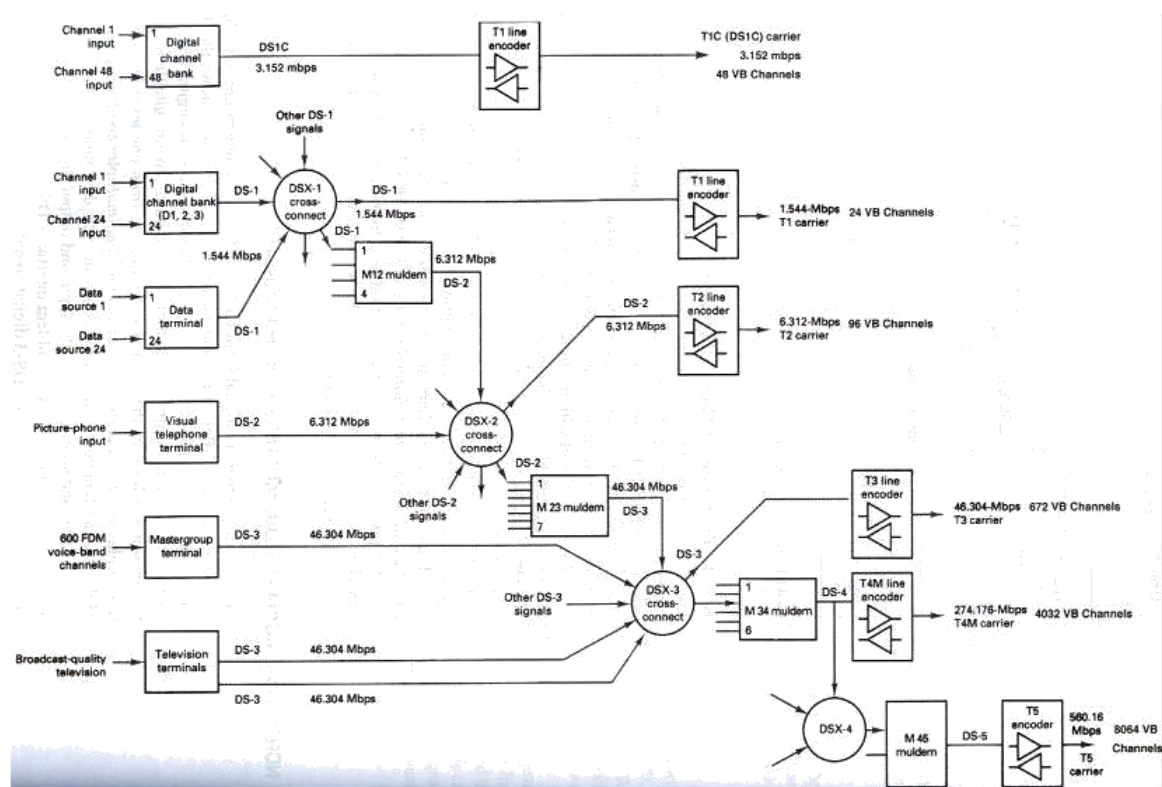 Channel 1
input
Channel 48
input
1
48
Digital
channel
bank
DS1C
3.152 mbps
T1 line
encoder
T1C (DS1C) carrier
3.152 mbps
48 VB Channels
Other DS-1
signals
Channel 1
input
Channel 24
input
1
24
Digital
channel bank
(D1, 2, 3)
DS-1
DSX-1
cross-
connect
DS-1
1.544 Mbps
T1 line
encoder
1.544-Mbps
T1 carrier
24 VB Channels
DS-1
1
4
M12 muldem
6.312 Mbps
DS-2
1.544 Mbps
Data
source 1
Data
source 24
1
24
Data
terminal
DS-1
DS-2
6.312 Mbps
T2 line
encoder
6.312-Mbps
T2 carrier
96 VB Channels
Picture-phone
input
Visual
telephone
terminal
DS-2
6.312 Mbps
DSX-2
cross-
connect
DS-2
Other DS-2
signals
1
7
M 23 muldem
46.304 Mbps
DS-3
T3 line
encoder
46.304-Mbps
T3 carrier
672 VB Channels
600 FDM
voice-band
channels
Mastergroup
terminal
DS-3
46.304 Mbps
DS-3
Other DS-3
signals
DSX-3
cross-
connect
1
6
M 34 muldem
DS-4
T4M line
encoder
274.176-Mbps
T4M carrier
4032 VB Channels
Broadcast-quality
television
Television
terminals
DS-3
46.304 Mbps
DS-3
46.304 Mbps
DSX-4
M 45
muldem
DS-5
T5
encoder
560.16
Mbps
T5
carrier
8064 VB
Channels